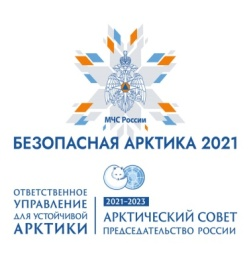 МЧС России
БЕЗОПАСНАЯ АРКТИКА 2021
ОТВЕТСТВЕННОЕ
УПРАВЛЕНИЕ
ДЛЯ УСТОЙЧИВОЙ
АРКТИКИ
2021–2023
АРКТИЧЕСКИЙ СОВЕТ
ПРЕДСЕДАТЕЛЬСТВО РОССИИ